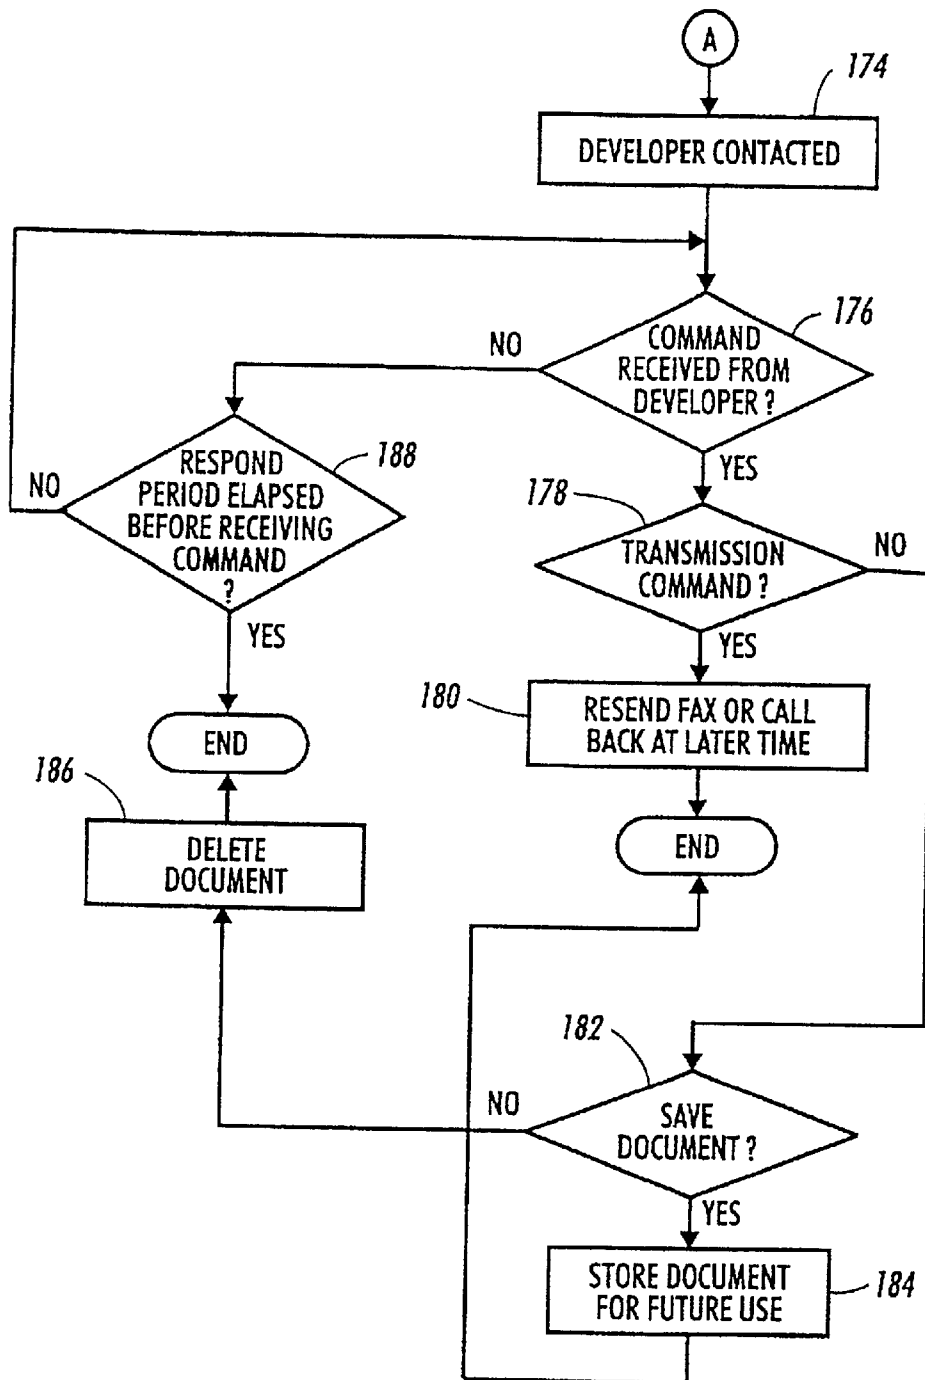 A
174
DEVELOPER CONTACTED
176
COMMAND
RECEIVED FROM
DEVELOPER ?
NO
YES
188
RESPOND
PERIOD ELAPSED
BEFORE RECEIVING
COMMAND
?
NO
YES
178
TRANSMISSION
COMMAND ?
NO
YES
180
RESEND FAX OR CALL
BACK AT LATER TIME
END
END
186
DELETE
DOCUMENT
182
SAVE
DOCUMENT ?
NO
YES
STORE DOCUMENT
FOR FUTURE USE
184